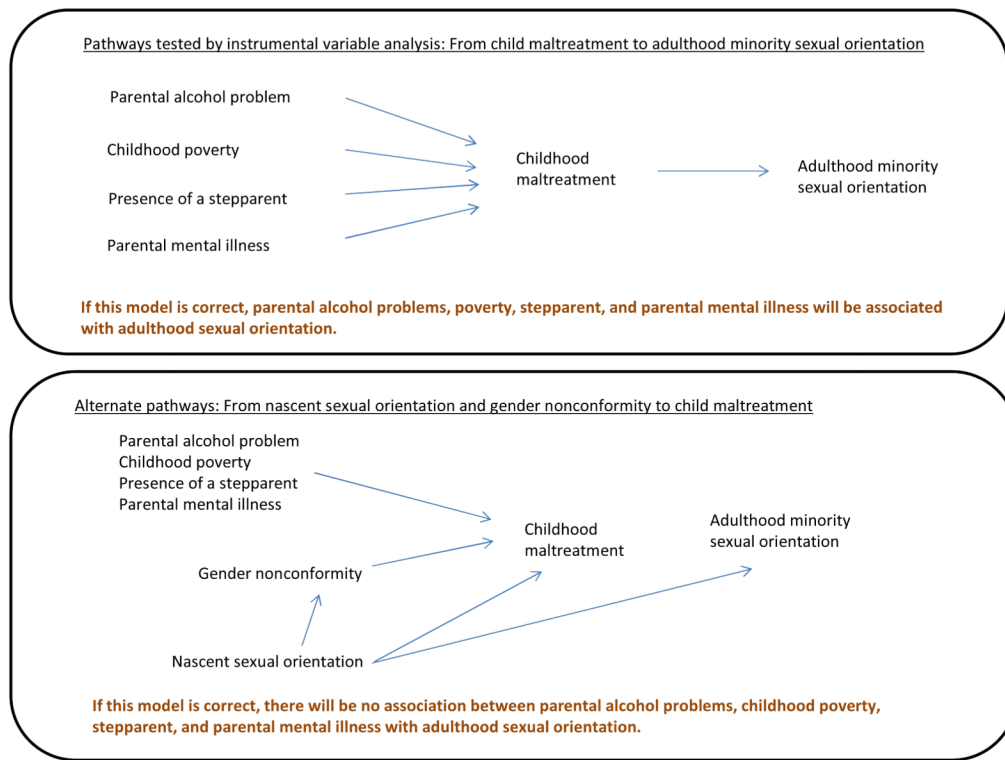 Pathways tested by instrumental variable analysis: From child maltreatment to adulthood minority sexual orientation
Parental alcohol problem
Childhood poverty
Presence of a stepparent
Parental mental illness
Childhood
maltreatment
Adulthood minority
sexual orientation
If this model is correct, parental alcohol problems, poverty, stepparent, and parental mental illness will be associated
with adulthood sexual orientation.
Alternate pathways: From nascent sexual orientation and gender nonconformity to child maltreatment
Parental alcohol problem
Childhood poverty
Presence of a stepparent
Parental mental illness
Childhood
maltreatment
Adulthood minority
sexual orientation
Gender nonconformity
Nascent sexual orientation
If this model is correct, there will be no association between parental alcohol problems, childhood poverty,
stepparent, and parental mental illness with adulthood sexual orientation.